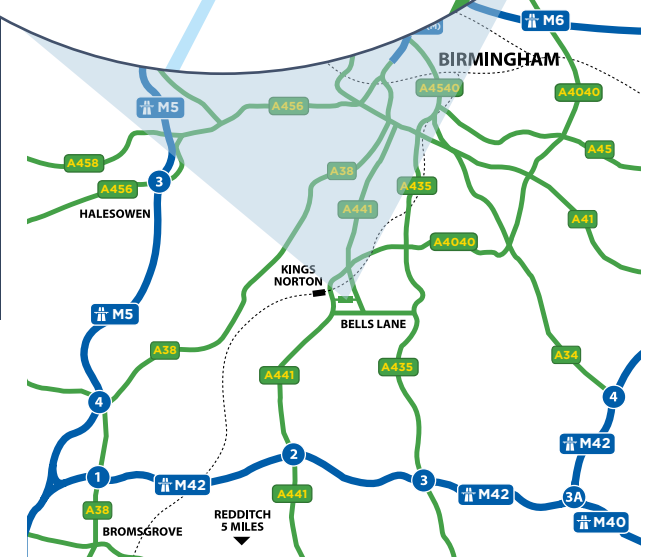 (M)
M6
BIRMINGHAM
A4540
A4040
M5
A456
A458
A45
A38
A456
3
A435
HALESOWEN
A441
A41
A4040
KINGS
NORTON
M5
BELLS LANE
A38
A34
A435
A441
4
4
M42
2
1
M42
3
M42
3A
A441
A38
M40
REDDITCH
5 MILES
BROMSGROVE